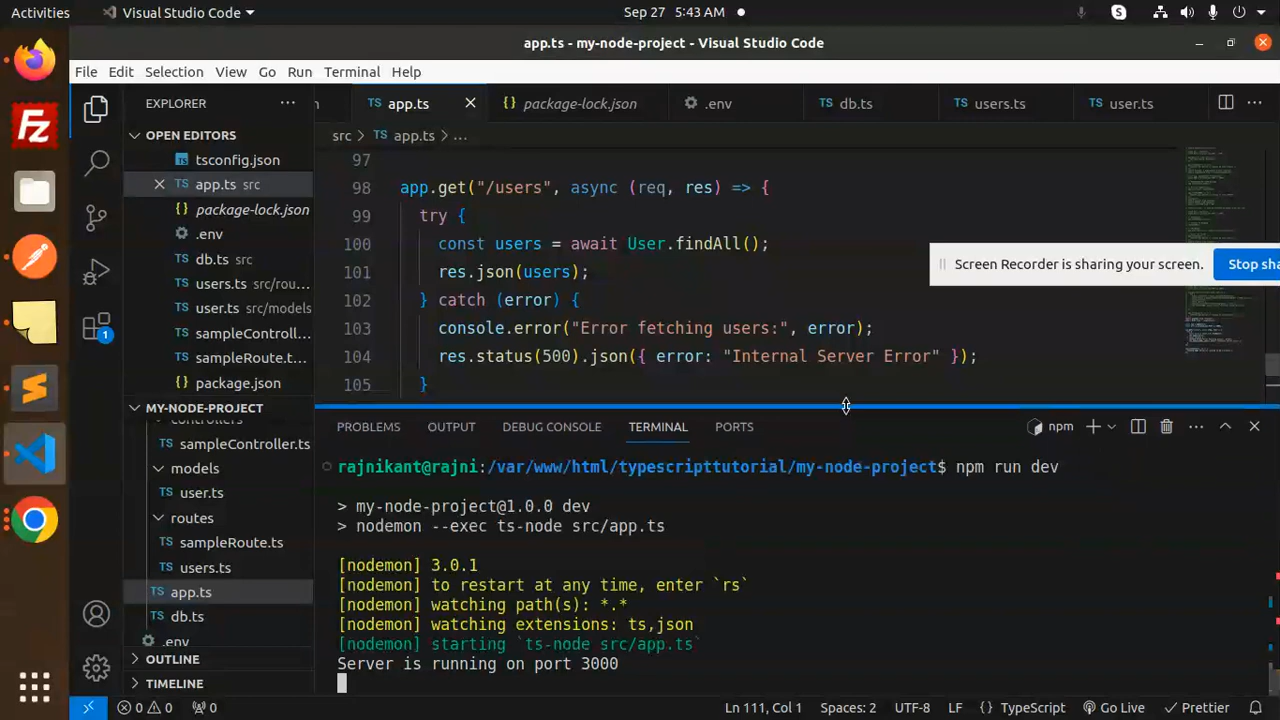 Activities
Visual Studio Code
Sep 27 5:43 AM
app.ts - my-node-project - Visual Studio Code
File Edit Selection View Go Run Terminal Help
EXPLORER
OPEN EDITORS
tsconfig.json
app.ts src
package-lock.json
.env
db.ts src
users.ts src/rou...
user.ts src/models
sampleControll...
sampleRoute.t...
package.json
MY-NODE-PROJECT
controllers
sampleController.ts
models
user.ts
routes
sampleRoute.ts
users.ts
app.ts
db.ts
.env
OUTLINE
TIMELINE
1
app.ts
package-lock.json
.env
db.ts
users.ts
user.ts
src > app.ts > ...
97
98 app.get("/users", async (req, res) => {
99 try {
100 const users = await User.findAll();
101 res.json(users);
102 } catch (error) {
103 console.error("Error fetching users:", error);
104 res.status(500).json({ error: "Internal Server Error" });
105 }
Screen Recorder is sharing your screen.
Stop sha
PROBLEMS OUTPUT DEBUG CONSOLE TERMINAL PORTS
npm
rajnikant@rajni:/var/www/html/typescripttutorial/my-node-project$ npm run dev
> my-node-project@1.0.0 dev
> nodemon --exec ts-node src/app.ts
[nodemon] 3.0.1
[nodemon] to restart at any time, enter `rs`
[nodemon] watching path(s): *.*
[nodemon] watching extensions: ts,json
[nodemon] starting `ts-node src/app.ts`
Server is running on port 3000
0 0 0
Ln 111, Col 1
Spaces: 2
UTF-8
LF
{ } TypeScript
Go Live
Prettier